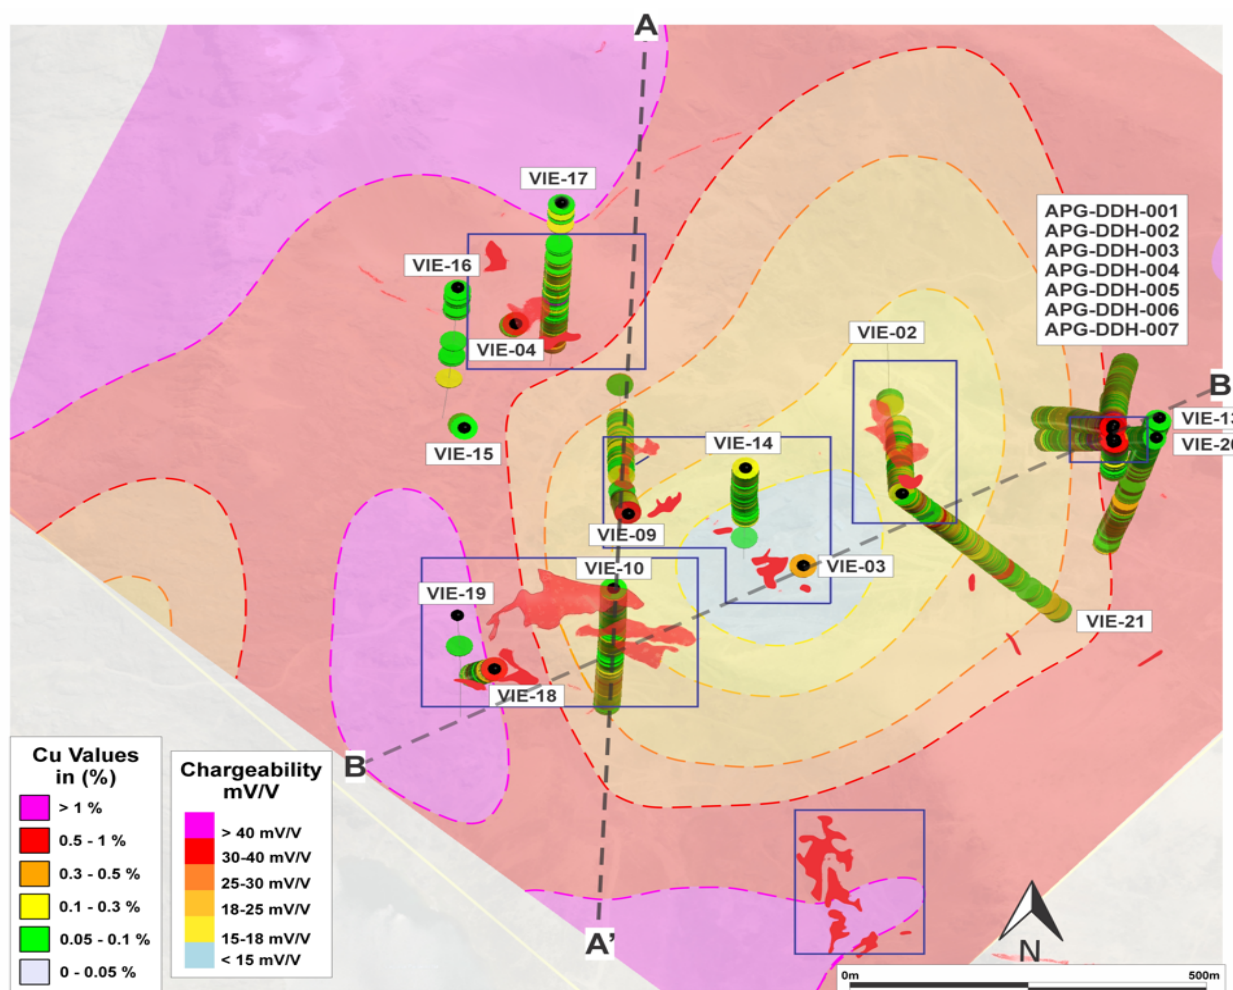 A
VIE-17
APG-DDH-001
APG-DDH-002
APG-DDH-003
APG-DDH-004
APG-DDH-005
APG-DDH-006
APG-DDH-007
VIE-16
VIE-04
VIE-02
B
VIE-13
VIE-20
VIE-15
VIE-14
VIE-09
VIE-10
VIE-03
VIE-19
VIE-21
VIE-18
B
A’
Cu Values
in (%)
> 1 %
0.5 - 1 %
0.3 - 0.5 %
0.1 - 0.3 %
0.05 - 0.1 %
0 - 0.05 %
Chargeability
mV/V
> 40 mV/V
30-40 mV/V
25-30 mV/V
18-25 mV/V
15-18 mV/V
< 15 mV/V
N
0m
500m